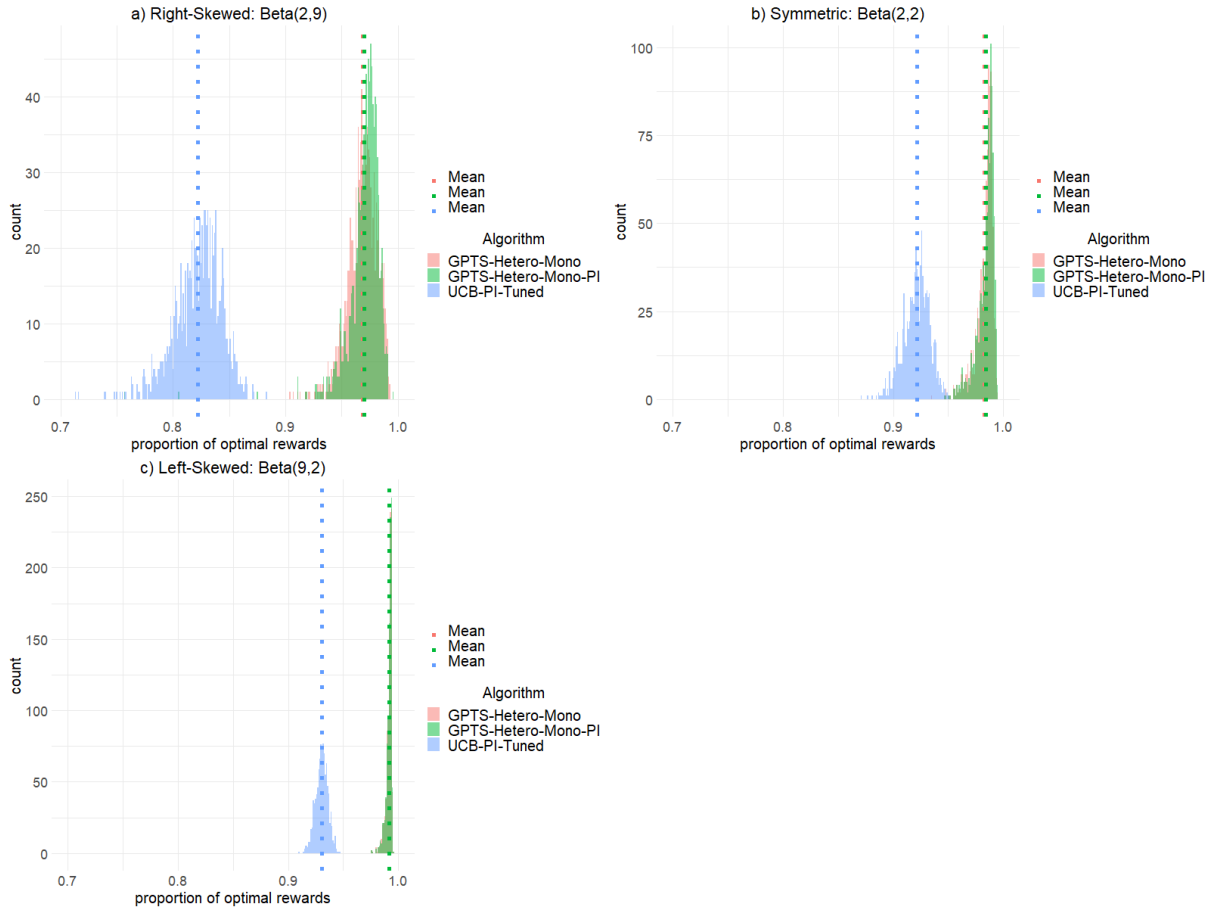 a) Right-Skewed: Beta(2,9)
40
30
20
10
0
count
0.7 0.8 0.9 1.0
proportion of optimal rewards
Mean
Mean
Mean
Algorithm
GPTS-Hetero-Mono
GPTS-Hetero-Mono-PI
UCB-PI-Tuned
b) Symmetric: Beta(2,2)
100
75
50
25
0
count
0.7 0.8 0.9 1.0
proportion of optimal rewards
Mean
Mean
Mean
Algorithm
GPTS-Hetero-Mono
GPTS-Hetero-Mono-PI
UCB-PI-Tuned
c) Left-Skewed: Beta(9,2)
250
200
150
100
50
0
count
0.7 0.8 0.9 1.0
proportion of optimal rewards
Mean
Mean
Mean
Algorithm
GPTS-Hetero-Mono
GPTS-Hetero-Mono-PI
UCB-PI-Tuned